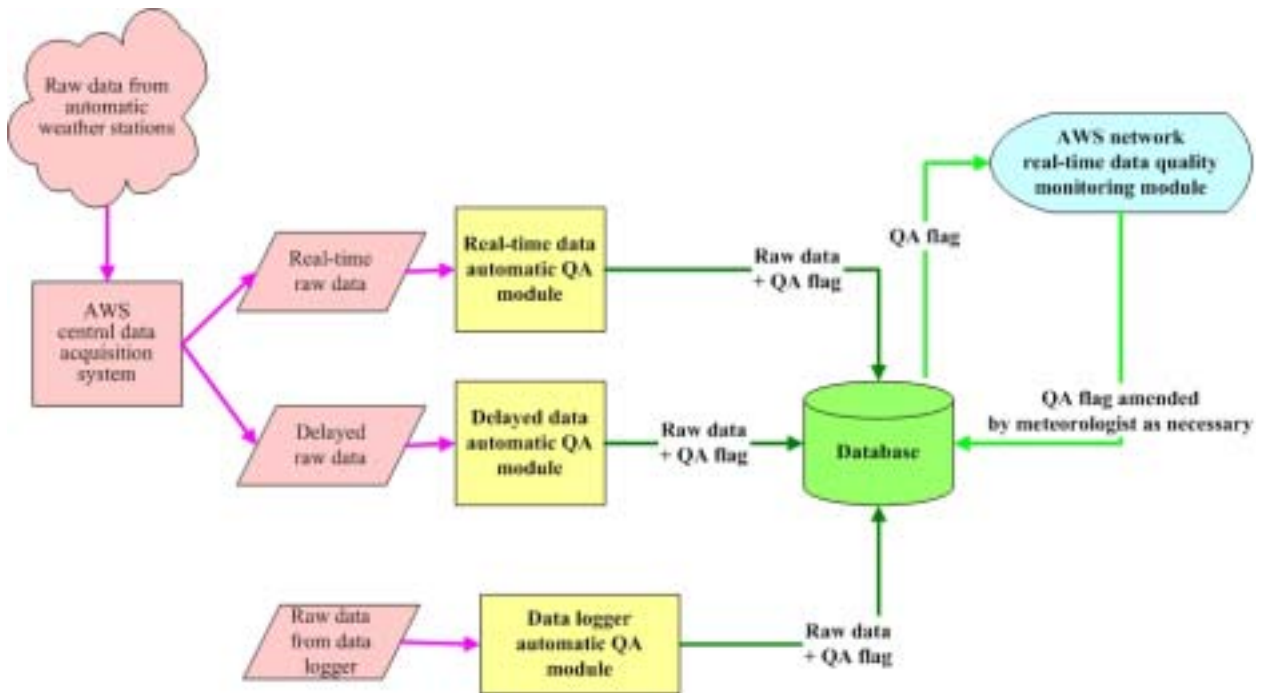 Raw data from
automatic
weather stations
AWS
central data
acquisition
system
Real-time
raw data
Real-time data
automatic QA
module
Raw data
+ QA flag
Delayed
raw data
Delayed data
automatic QA
module
Raw data
+ QA flag
Raw data
from data
logger
Data logger
automatic QA
module
Raw data
+ QA flag
Database
QA flag
AWS network
real-time data quality
monitoring module
QA flag amended
by meteorologist as necessary